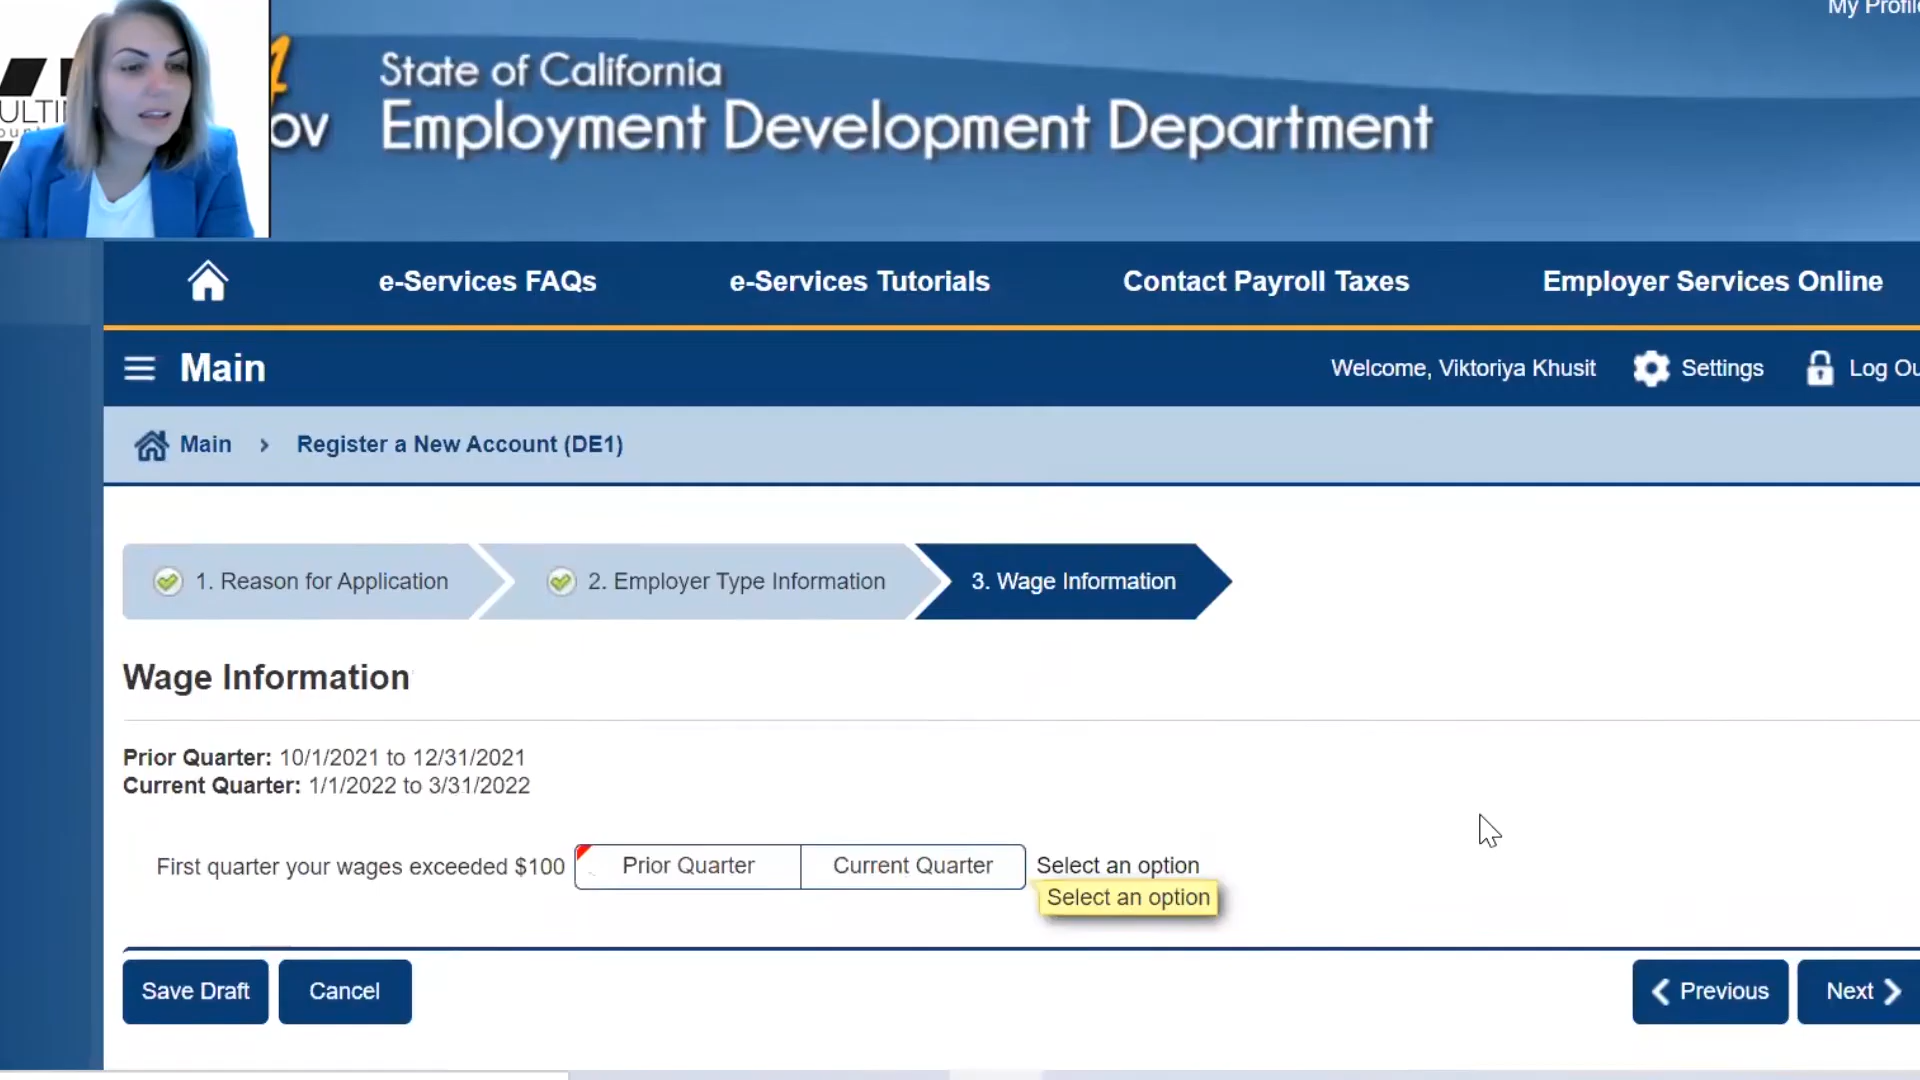 My Profil
State of California
Employment Development Department
ov
e-Services FAQs
e-Services Tutorials
Contact Payroll Taxes
Employer Services Online
Main
Welcome, Viktoriya Khusit
Settings
Log Ou
Main > Register a New Account (DE1)
1. Reason for Application
2. Employer Type Information
3. Wage Information
Wage Information
Prior Quarter: 10/1/2021 to 12/31/2021
Current Quarter: 1/1/2022 to 3/31/2022
First quarter your wages exceeded $100
Prior Quarter
Current Quarter
Select an option
Select an option
Save Draft
Cancel
Previous
Next